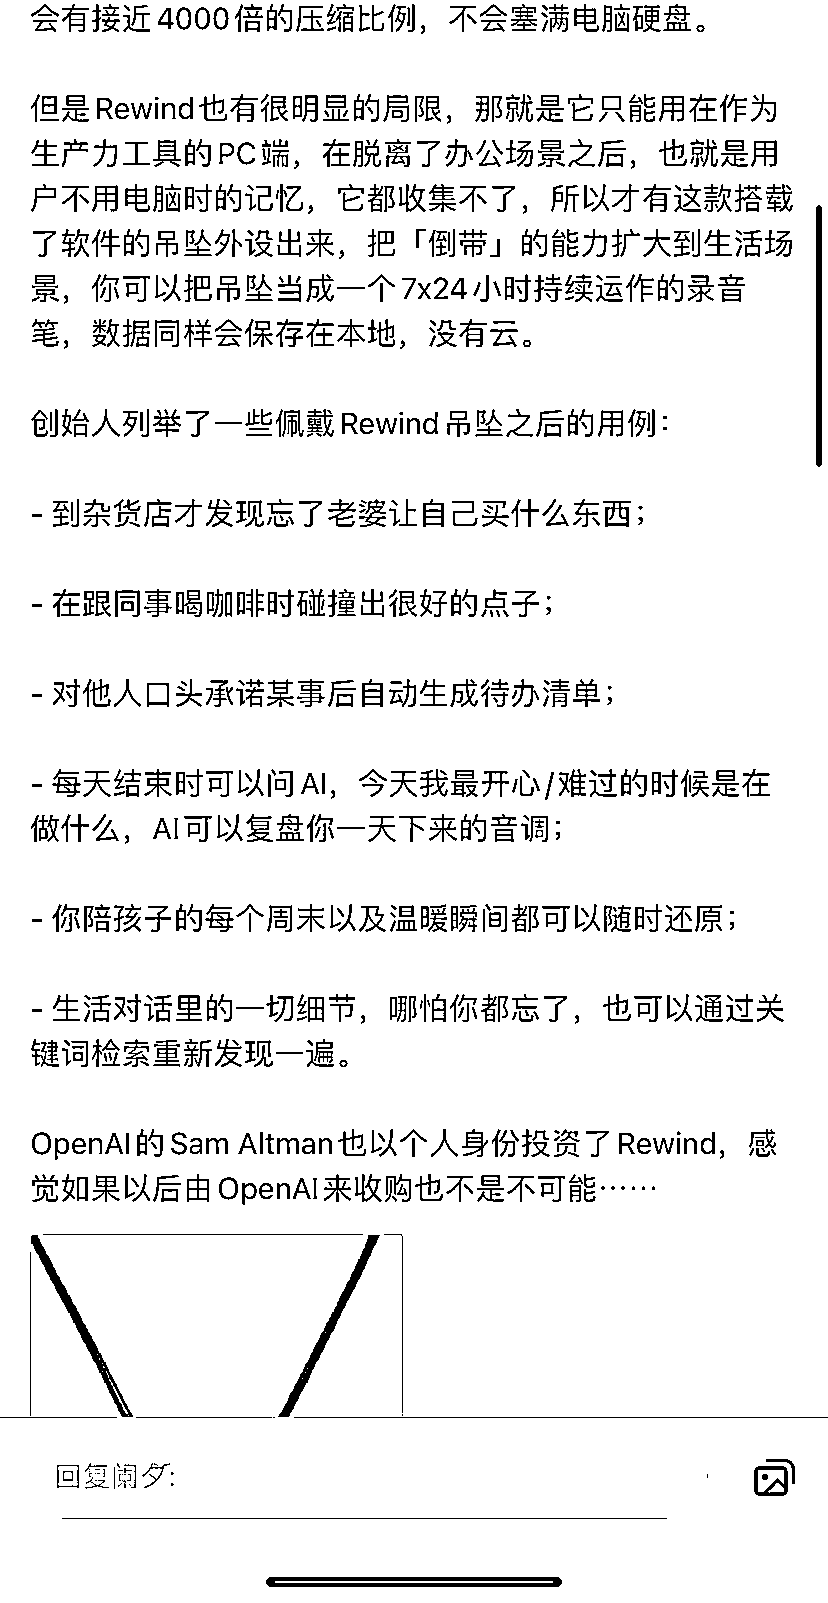 会有接近4000倍的压缩比例，不会塞满电脑硬盘。
但是Rewind也有很明显的局限，那就是它只能用在作为
生产力工具的PC端，在脱离了办公场景之后，也就是用
户不用电脑时的记忆，它都收集不了，所以才有这款搭载
了软件的吊坠外设出来，把「倒带」的能力扩大到生活场
景，你可以把吊坠当成一个7x24小时持续运作的录音
笔，数据同样会保存在本地，没有云。
创始人列举了一些佩戴Rewind吊坠之后的用例：
- 到杂货店才发现忘了老婆让自己买什么东西；
- 在跟同事喝咖啡时碰撞出很好的点子；
- 对他人口头承诺某事后自动生成待办清单；
- 每天结束时可以问AI，今天我最开心/难过的时候是在
做什么，AI可以复盘你一天下来的音调；
- 你陪孩子的每个周末以及温暖瞬间都可以随时还原；
- 生活对话里的一切细节，哪怕你都忘了，也可以通过关
键词检索重新发现一遍。
OpenAI的Sam Altman也以个人身份投资了Rewind，感
觉如果以后由OpenAI来收购也不是不可能……
回复阑夕: